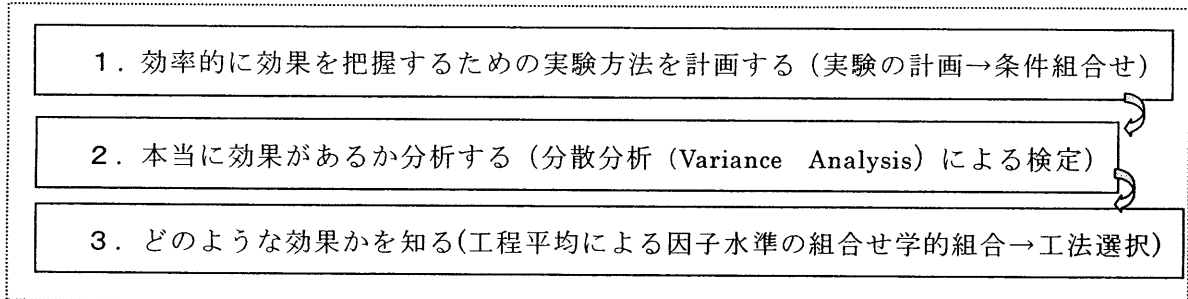 1．効率的に効果を把握するための実験方法を計画する（実験の計画→条件組合せ）
2．本当に効果があるか分析する（分散分析（Variance　Analysis）による検定）
3．どのような効果かを知る(工程平均による因子水準の組合せ学的組合→工法選択)